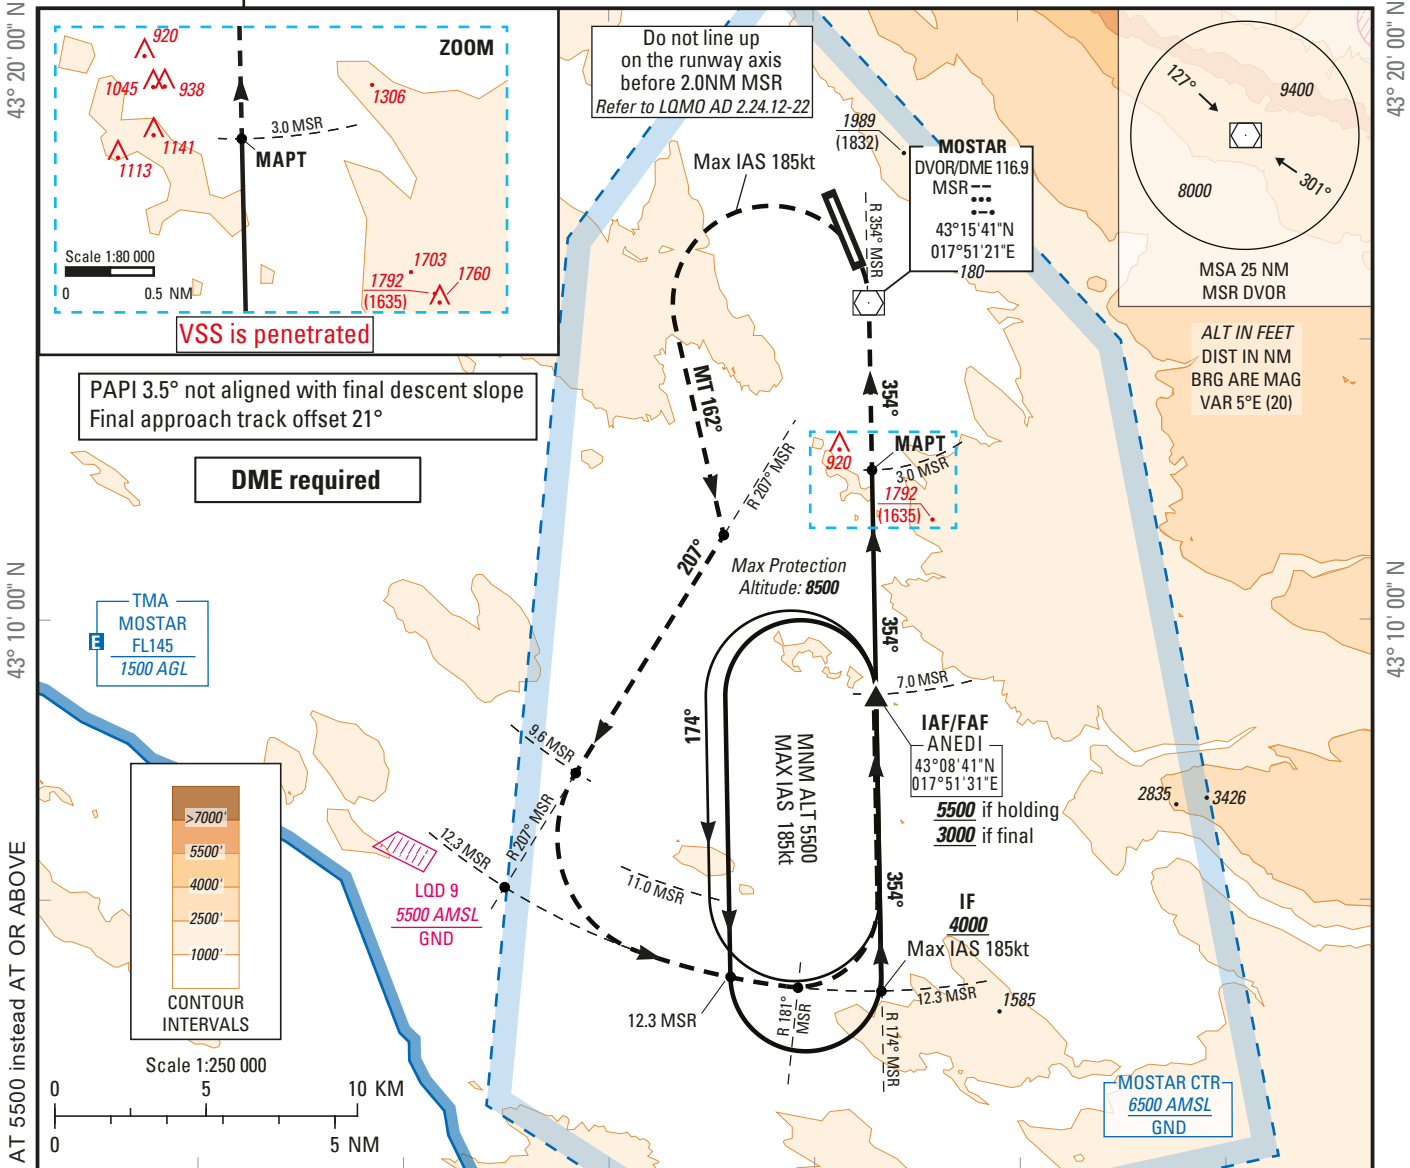 43° 20' 00" N
43° 10' 00" N
AT 5500 instead AT OR ABOVE
ZOOM
920
1045
938
1141
1113
1306
3.0 MSR
MAPT
1703
1792
(1635)
1760
Scale 1:80 000
0 0.5 NM
VSS is penetrated
PAPI 3.5° not aligned with final descent slope
Final approach track offset 21°
DME required
Do not line up
on the runway axis
before 2.0NM MSR
Refer to LQMO AD 2.24.12-22
Max IAS 185kt
1989
(1832)
MOSTAR
DVOR/DME 116.9
MSR
43°15'41"N
017°51'21"E
180
R 354° MSR
127°
9400
8000
301°
MSA 25 NM
MSR DVOR
ALT IN FEET
DIST IN NM
BRG ARE MAG
VAR 5°E (20)
43° 20' 00" N
43° 10' 00" N
MT 162°
354°
R 207° MSR
920
MAPT
3.0 MSR
1792
(1635)
207°
Max Protection
Altitude: 8500
354°
7.0 MSR
TMA
MOSTAR
FL145
1500 AGL
E
174°
MNM ALT 5500
MAX IAS 185kt
IAF/FAF
ANEDI
43°08'41"N
017°51'31"E
5500 if holding
3000 if final
2835
3426
9.6 MSR
R 207° MSR
12.3 MSR
11.0 MSR
LQD 9
5500 AMSL
GND
354°
IF
4000
Max IAS 185kt
12.3 MSR
1585
12.3 MSR
R 181°
MSR
R 174° MSR
>7000'
5500'
4000'
2500'
1000'
CONTOUR
INTERVALS
Scale 1:250 000
0 5 10 KM
0 5 NM
MOSTAR CTR
6500 AMSL
GND